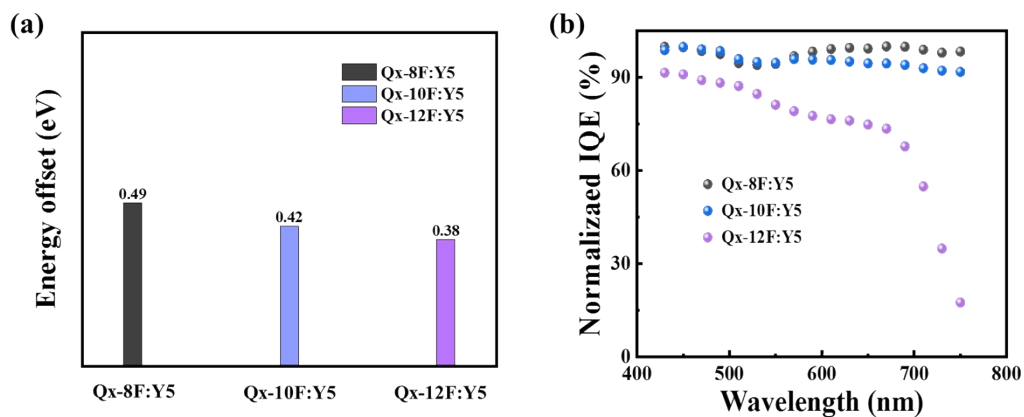 (a)
Energy offset (eV)
Qx-8F:Y5
Qx-10F:Y5
Qx-12F:Y5
0.49
0.42
0.38
Qx-8F:Y5
Qx-10F:Y5
Qx-12F:Y5
(b)
Normalizaed IQE (%)
90
60
30
0
Qx-8F:Y5
Qx-10F:Y5
Qx-12F:Y5
400
500
600
700
800
Wavelength (nm)